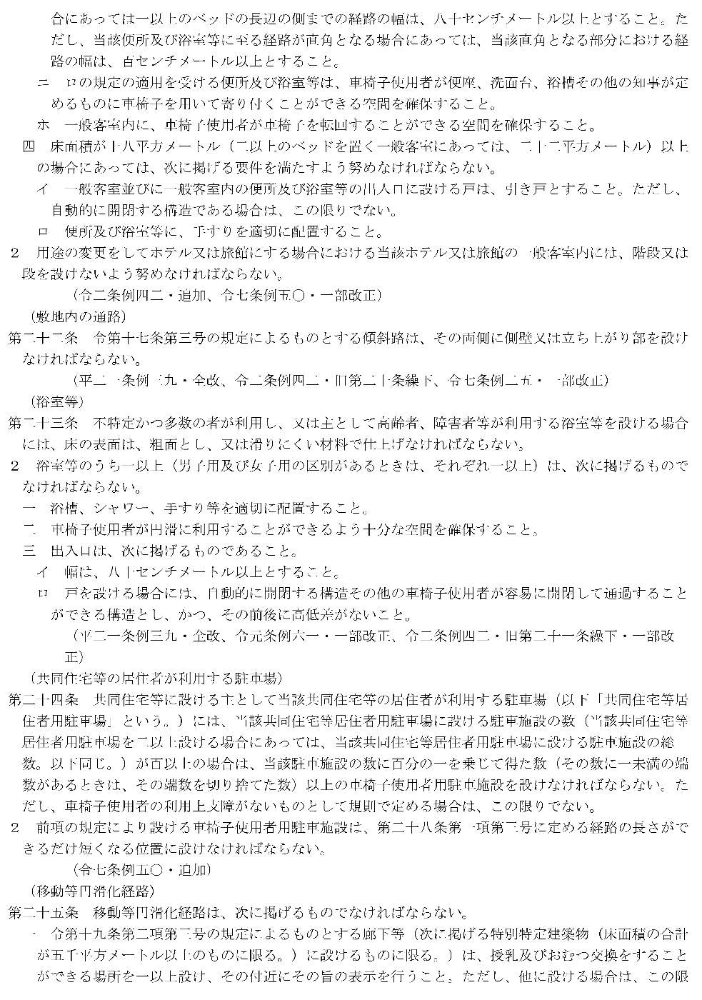 合にあっては一以上のベッドの長辺の側までの経路の幅は、八十センチメートル以上とすること。た
だし、当該便所及び浴室等に至る経路が直角となる場合にあっては、当該直角となる部分における経
路の幅は、百センチメートル以上とすること。
ニ　ロの規定の適用を受ける便所及び浴室等は、車椅子使用者が便座、洗面台、浴槽その他の知事が定
めるものに車椅子を用いて寄り付くことができる空間を確保すること。
ホ　一般客室内に、車椅子使用者が車椅子を転回することができる空間を確保すること。
四　床面積が十八平方メートル（二以上のベッドを置く一般客室にあっては、二十二平方メートル）以上
の場合にあっては、次に掲げる要件を満たすよう努めなければならない。
イ　一般客室並びに一般客室内の便所及び浴室等の出入口に設ける戸は、引き戸とすること。ただし、
自動的に開閉する構造である場合は、この限りでない。
ロ　便所及び浴室等に、手すりを適切に配置すること。
２　用途の変更をしてホテル又は旅館にする場合における当該ホテル又は旅館の一般客室内には、階段又は
段を設けないよう努めなければならない。
（令二条例四二・追加、令七条例五〇・一部改正）
（敷地内の通路）
第二十二条　令第十七条第三号の規定によるものとする傾斜路は、その両側に側壁又は立ち上がり部を設け
なければならない。
（平二一条例三九・全改、令二条例四二・旧第二十条繰下、令七条例二五・一部改正）
（浴室等）
第二十三条　不特定かつ多数の者が利用し、又は主として高齢者、障害者等が利用する浴室等を設ける場合
には、床の表面は、粗面とし、又は滑りにくい材料で仕上げなければならない。
２　浴室等のうち一以上（男子用及び女子用の区別があるときは、それぞれ一以上）は、次に掲げるもので
なければならない。
一　浴槽、シャワー、手すり等を適切に配置すること。
二　車椅子使用者が円滑に利用することができるよう十分な空間を確保すること。
三　出入口は、次に掲げるものであること。
イ　幅は、八十センチメートル以上とすること。
ロ　戸を設ける場合には、自動的に開閉する構造その他の車椅子使用者が容易に開閉して通過すること
ができる構造とし、かつ、その前後に高低差がないこと。
（平二一条例三九・全改、令元条例六一・一部改正、令二条例四二・旧第二十一条繰下・一部改
正）
（共同住宅等の居住者が利用する駐車場）
第二十四条　共同住宅等に設ける主として当該共同住宅等の居住者が利用する駐車場（以下「共同住宅等居
住者用駐車場」という。）には、当該共同住宅等居住者用駐車場に設ける駐車施設の数（当該共同住宅等
居住者用駐車場を二以上設ける場合にあっては、当該共同住宅等居住者用駐車場に設ける駐車施設の総
数。以下同じ。）が百以上の場合は、当該駐車施設の数に百分の一を乗じて得た数（その数に一未満の端
数があるときは、その端数を切り捨てた数）以上の車椅子使用者用駐車施設を設けなければならない。た
だし、車椅子使用者の利用上支障がないものとして規則で定める場合は、この限りでない。
２　前項の規定により設ける車椅子使用者用駐車施設は、第二十八条第一項第三号に定める経路の長さがで
きるだけ短くなる位置に設けなければならない。
（令七条例五〇・追加）
（移動等円滑化経路）
第二十五条　移動等円滑化経路は、次に掲げるものでなければならない。
一　令第十九条第二項第三号の規定によるものとする廊下等（次に掲げる特別特定建築物（床面積の合計
が五千平方メートル以上のものに限る。）に設けるものに限る。）は、授乳及びおむつ交換をすること
ができる場所を一以上設け、その付近にその旨の表示を行うこと。ただし、他に設ける場合は、この限